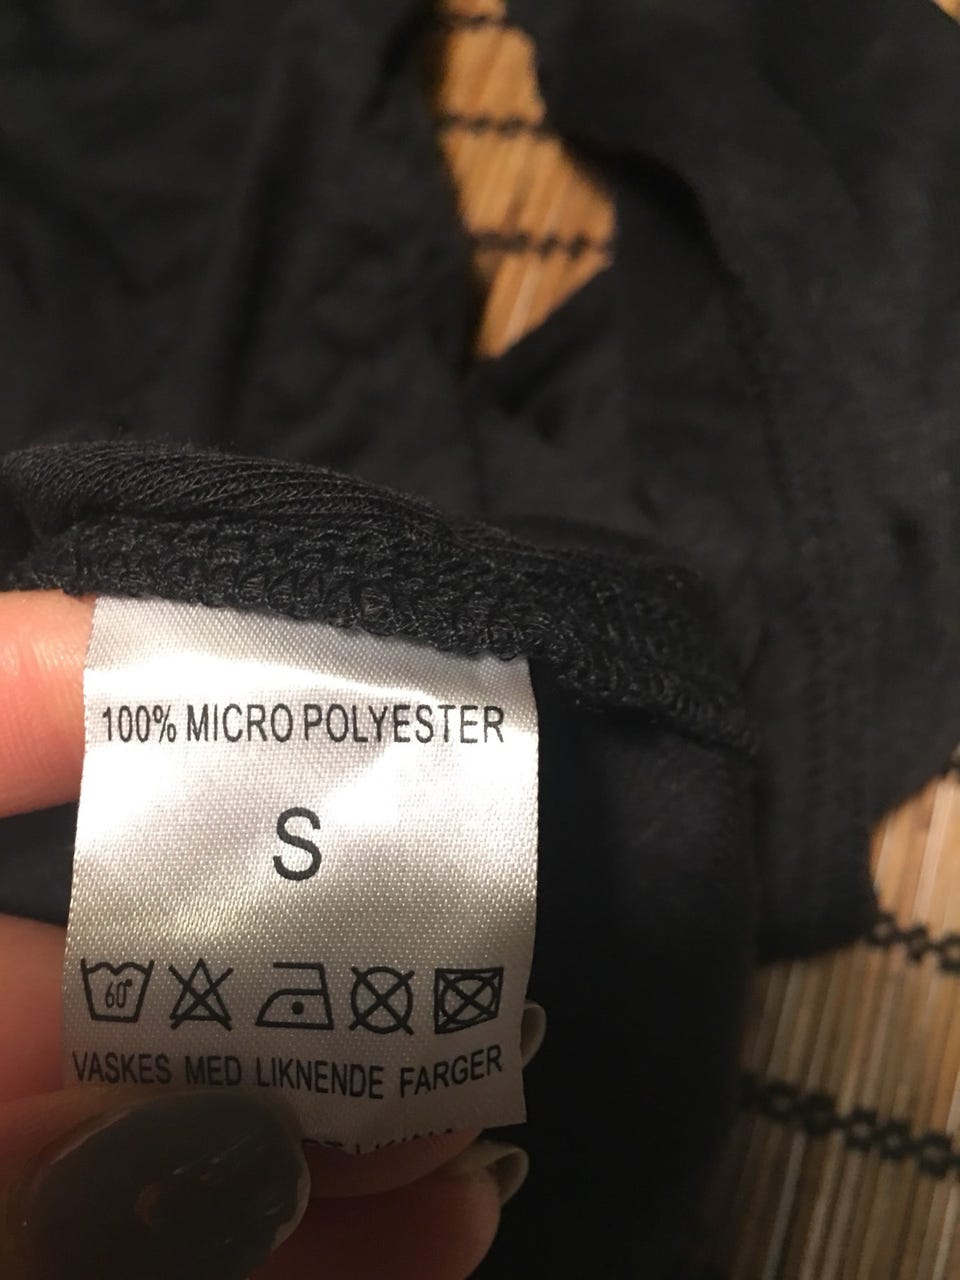 100% MICRO POLYESTER
S
60°
VASKES MED LIKNENDE FARGER